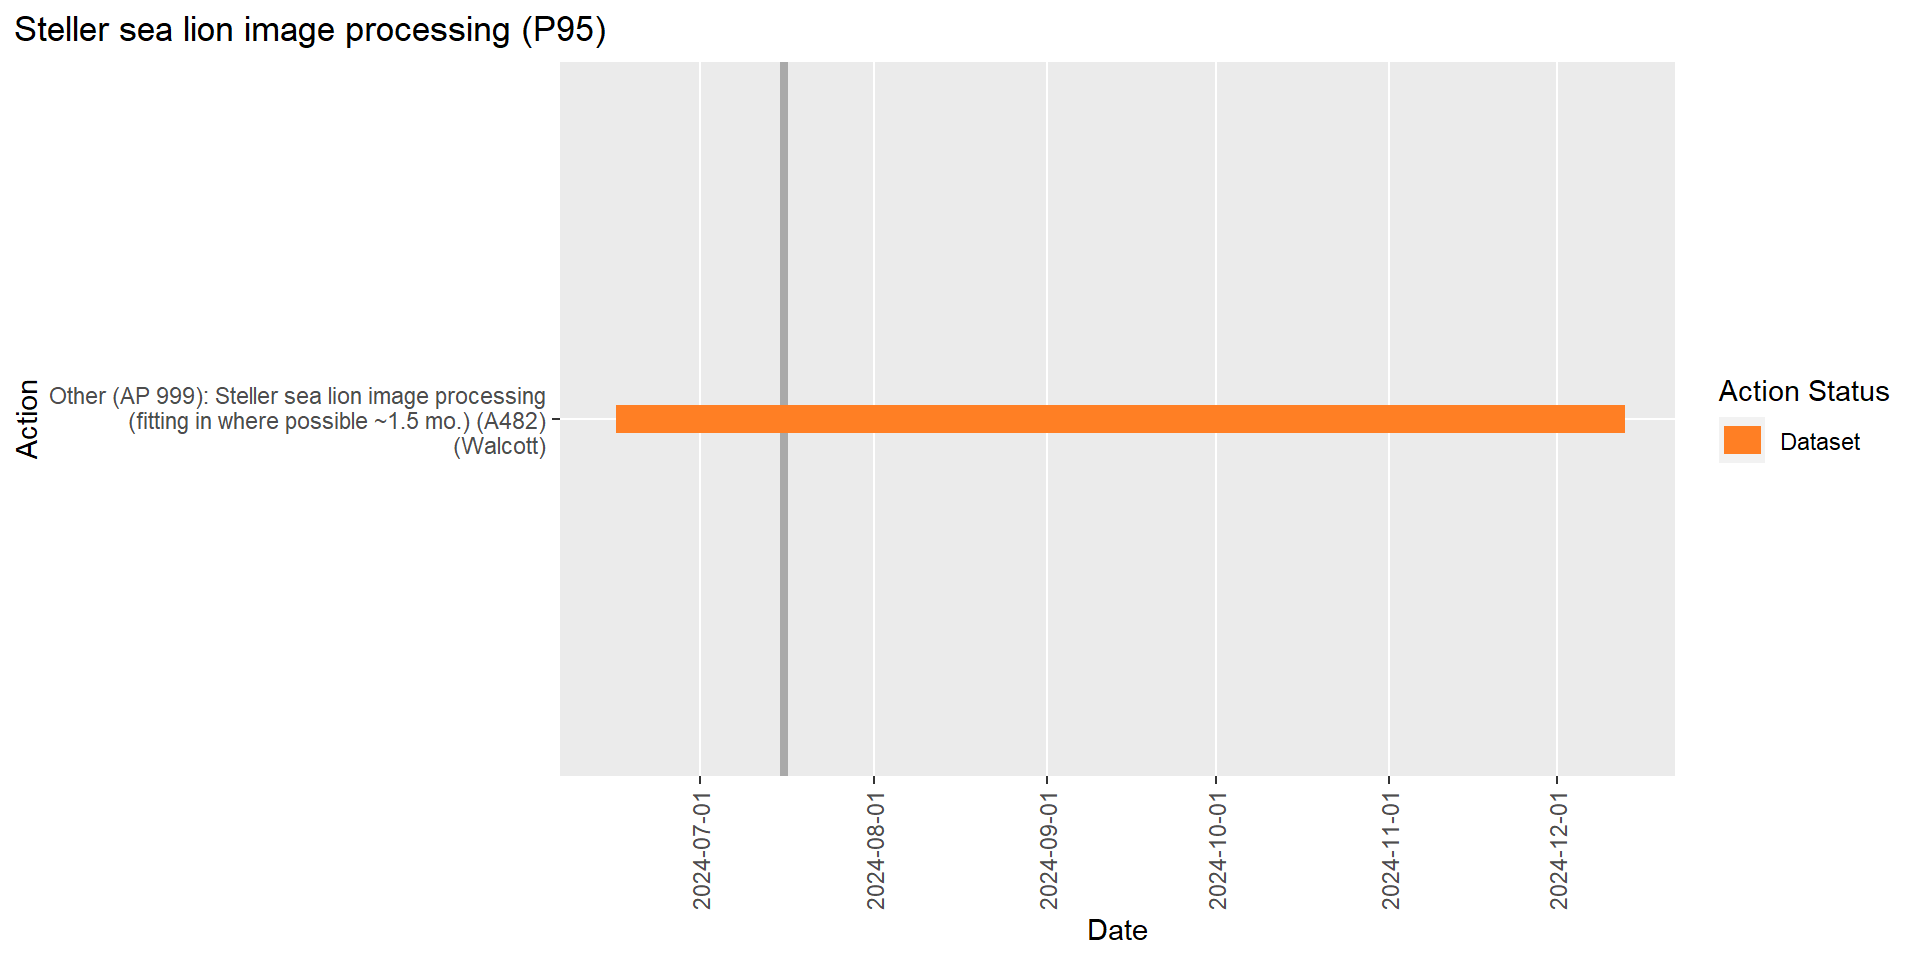 Steller sea lion image processing (P95)
Action
Other (AP 999): Steller sea lion image processing
(fitting in where possible ~1.5 mo.) (A482)
(Walcott)
Action Status
Dataset
2024-07-01
2024-08-01
2024-09-01
2024-10-01
2024-11-01
2024-12-01
Date